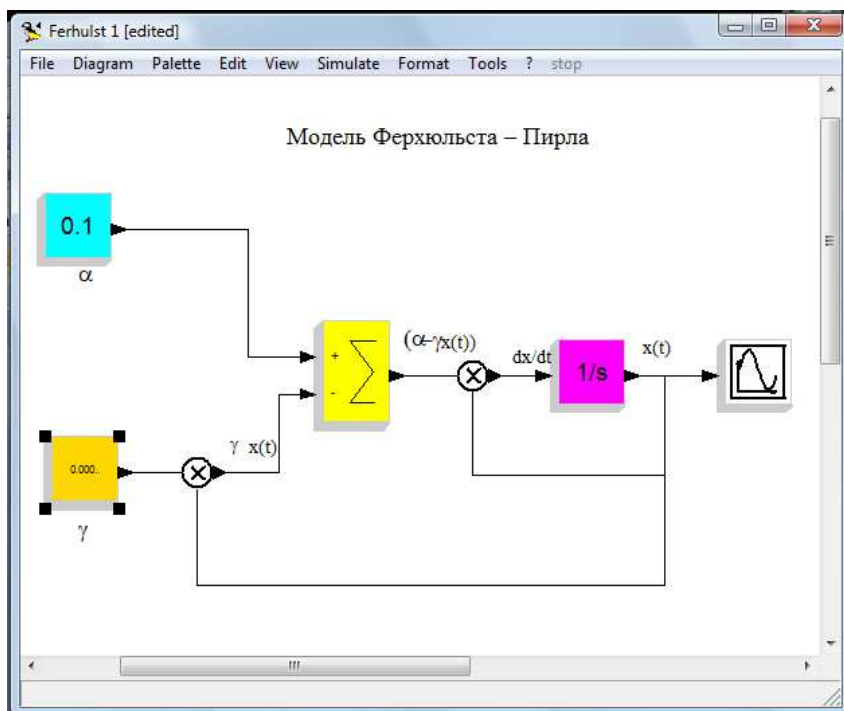 Ferhulst 1 [edited]
File Diagram Palette Edit View Simulate Format Tools ? stop
Модель Ферхюльста – Пирла
0.1
α
(α-γx(t))
dx/dt
x(t)
+
-
1/s
γ x(t)
0.000..
γ